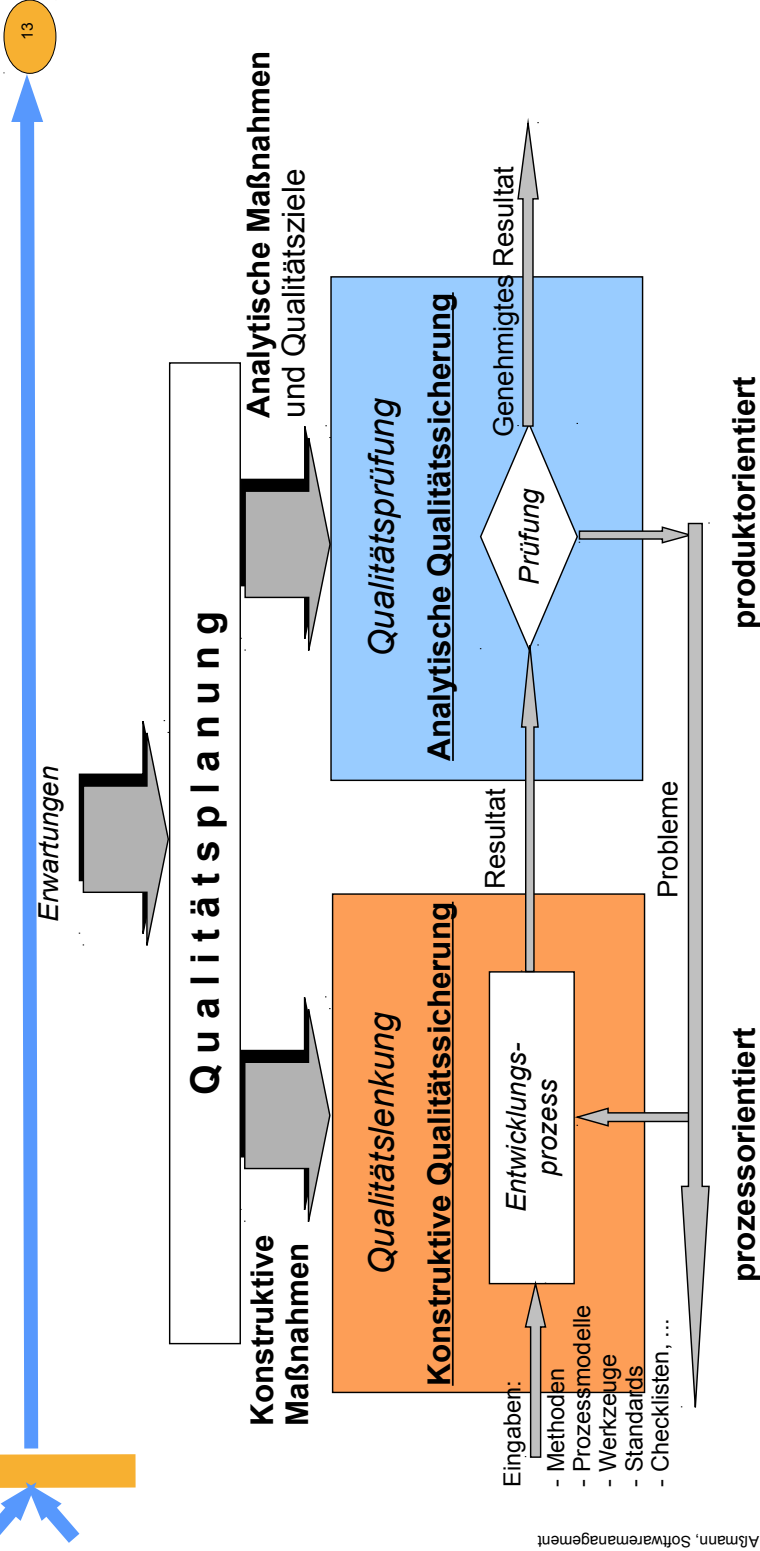 13
Erwartungen
Qualitätsplanung
Konstruktive
Maßnahmen
Analytische Maßnahmen
und Qualitätsziele
Qualitätslenkung
Konstruktive Qualitätssicherung
Qualitätsprüfung
Analytische Qualitätssicherung
Eingaben:
- Methoden
- Prozessmodelle
- Werkzeuge
- Standards
- Checklisten, ...
Entwicklungs-
prozess
Resultat
Prüfung
Genehmigtes Resultat
Probleme
prozessorientiert
produktorientiert
Aßmann, Softwaremanagement